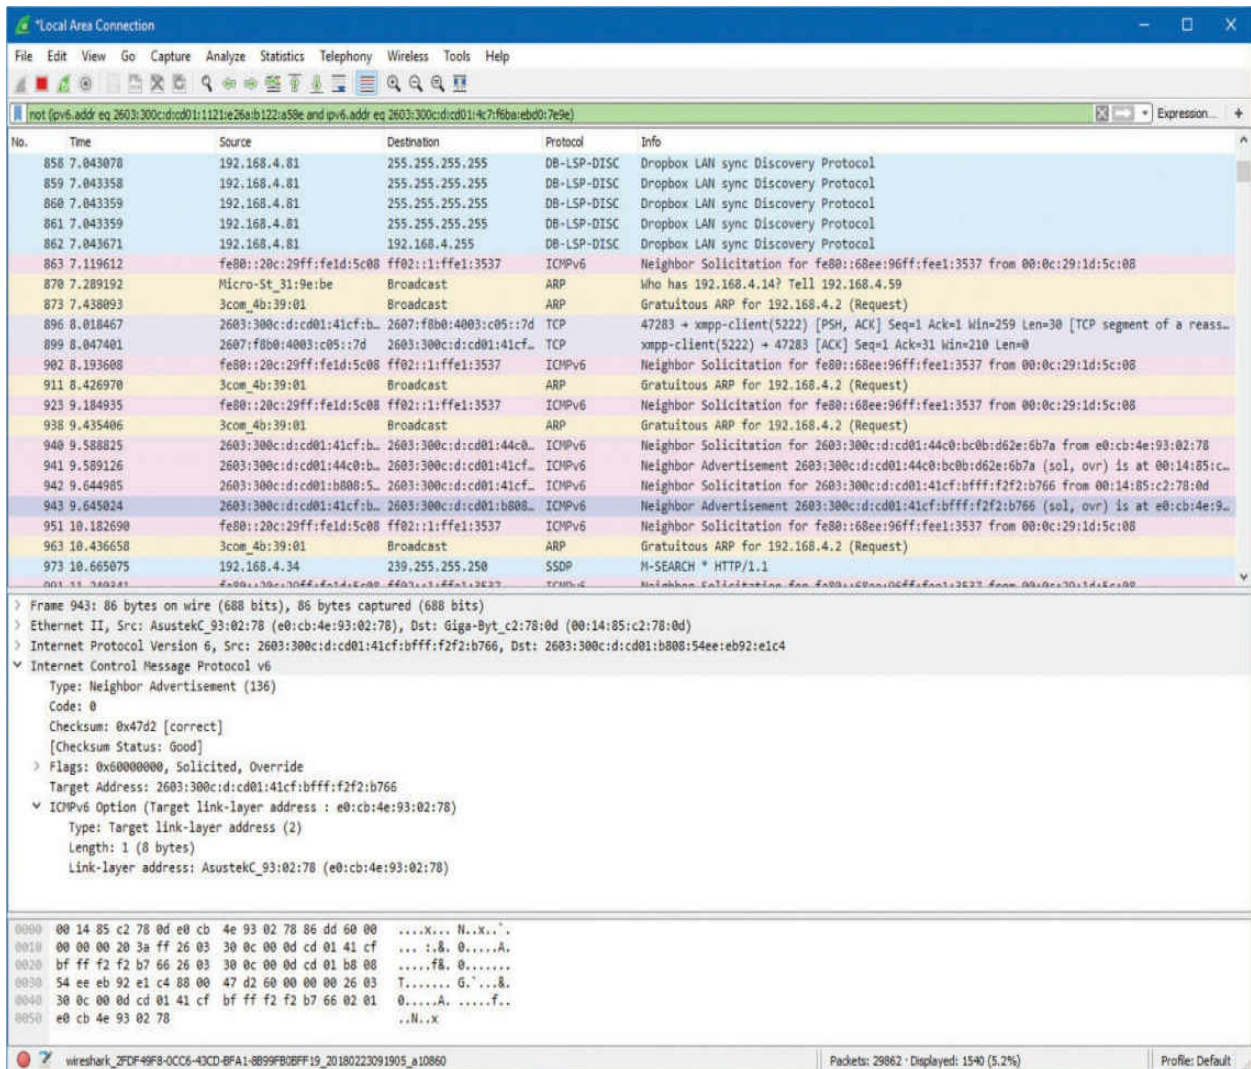 *Local Area Connection
File Edit View Go Capture Analyze Statistics Telephony Wireless Tools Help
not (ipv6.addr eq 2603:300c:d:cd01:1121:e26a:b122:a58e and ipv6.addr eq 2603:300c:d:cd01:4c7:f6ba:ebd0:7e9e) Expression... +
No. Time Source Destination Protocol Info
858 7.043078 192.168.4.81 255.255.255.255 DB-LSP-DISC Dropbox LAN sync Discovery Protocol
859 7.043358 192.168.4.81 255.255.255.255 DB-LSP-DISC Dropbox LAN sync Discovery Protocol
860 7.043359 192.168.4.81 255.255.255.255 DB-LSP-DISC Dropbox LAN sync Discovery Protocol
861 7.043359 192.168.4.81 255.255.255.255 DB-LSP-DISC Dropbox LAN sync Discovery Protocol
862 7.043671 192.168.4.81 192.168.4.255 DB-LSP-DISC Dropbox LAN sync Discovery Protocol
863 7.119612 fe80::20c:29ff:fe1d:5c08 ff02::1:ffe1:3537 ICMPv6 Neighbor Solicitation for fe80::68ee:96ff:fee1:3537 from 00:0c:29:1d:5c:08
870 7.289192 Micro-St_31:9e:be Broadcast ARP Who has 192.168.4.14? Tell 192.168.4.59
873 7.438093 3com_4b:39:01 Broadcast ARP Gratuitous ARP for 192.168.4.2 (Request)
896 8.018467 2603:300c:d:cd01:41cf:b… 2607:f8b0:4003:c05::7d TCP 47283 → xmpp-client(5222) [PSH, ACK] Seq=1 Ack=1 Win=259 Len=30 [TCP segment of a reass…
899 8.047401 2607:f8b0:4003:c05::7d 2603:300c:d:cd01:41cf… TCP xmpp-client(5222) → 47283 [ACK] Seq=1 Ack=31 Win=210 Len=0
902 8.193608 fe80::20c:29ff:fe1d:5c08 ff02::1:ffe1:3537 ICMPv6 Neighbor Solicitation for fe80::68ee:96ff:fee1:3537 from 00:0c:29:1d:5c:08
911 8.426970 3com_4b:39:01 Broadcast ARP Gratuitous ARP for 192.168.4.2 (Request)
923 9.184935 fe80::20c:29ff:fe1d:5c08 ff02::1:ffe1:3537 ICMPv6 Neighbor Solicitation for fe80::68ee:96ff:fee1:3537 from 00:0c:29:1d:5c:08
938 9.435406 3com_4b:39:01 Broadcast ARP Gratuitous ARP for 192.168.4.2 (Request)
940 9.588825 2603:300c:d:cd01:41cf:b… 2603:300c:d:cd01:44c0… ICMPv6 Neighbor Solicitation for 2603:300c:d:cd01:44c0:bc0b:d62e:6b7a from e0:cb:4e:93:02:78
941 9.589126 2603:300c:d:cd01:44c0:b… 2603:300c:d:cd01:41cf… ICMPv6 Neighbor Advertisement 2603:300c:d:cd01:44c0:bc0b:d62e:6b7a (sol, ovr) is at 00:14:85:c…
942 9.644985 2603:300c:d:cd01:b808:5… 2603:300c:d:cd01:41cf… ICMPv6 Neighbor Solicitation for 2603:300c:d:cd01:41cf:bfff:f2f2:b766 from 00:14:85:c2:78:0d
943 9.645024 2603:300c:d:cd01:41cf:b… 2603:300c:d:cd01:b808… ICMPv6 Neighbor Advertisement 2603:300c:d:cd01:41cf:bfff:f2f2:b766 (sol, ovr) is at e0:cb:4e:9…
951 10.182690 fe80::20c:29ff:fe1d:5c08 ff02::1:ffe1:3537 ICMPv6 Neighbor Solicitation for fe80::68ee:96ff:fee1:3537 from 00:0c:29:1d:5c:08
963 10.436658 3com_4b:39:01 Broadcast ARP Gratuitous ARP for 192.168.4.2 (Request)
973 10.665075 192.168.4.34 239.255.255.250 SSDP M-SEARCH * HTTP/1.1
Frame 943: 86 bytes on wire (688 bits), 86 bytes captured (688 bits)
Ethernet II, Src: AsustekC_93:02:78 (e0:cb:4e:93:02:78), Dst: Giga-Byt_c2:78:0d (00:14:85:c2:78:0d)
Internet Protocol Version 6, Src: 2603:300c:d:cd01:41cf:bfff:f2f2:b766, Dst: 2603:300c:d:cd01:b808:54ee:eb92:e1c4
Internet Control Message Protocol v6
Type: Neighbor Advertisement (136)
Code: 0
Checksum: 0x47d2 [correct]
[Checksum Status: Good]
Flags: 0x60000000, Solicited, Override
Target Address: 2603:300c:d:cd01:41cf:bfff:f2f2:b766
ICMPv6 Option (Target link-layer address : e0:cb:4e:93:02:78)
Type: Target link-layer address (2)
Length: 1 (8 bytes)
Link-layer address: AsustekC_93:02:78 (e0:cb:4e:93:02:78)
0000 00 14 85 c2 78 0d e0 cb 4e 93 02 78 86 dd 60 00 ....x... N..x..`.
0010 00 00 00 20 3a ff 26 03 30 0c 00 0d cd 01 41 cf ... :.&. 0.....A.
0020 bf ff f2 f2 b7 66 26 03 30 0c 00 0d cd 01 b8 08 .....f&. 0.......
0030 54 ee eb 92 e1 c4 88 00 47 d2 60 00 00 00 26 03 T....... G.`...&.
0040 30 0c 00 0d cd 01 41 cf bf ff f2 f2 b7 66 02 01 0.....A. .....f..
0050 e0 cb 4e 93 02 78 ..N..x
wireshark_2FDF49F8-0CC6-43CD-BFA1-8B99FB0BFF19_20180223091905_a10860 Packets: 29862 · Displayed: 1540 (5.2%) Profile: Default